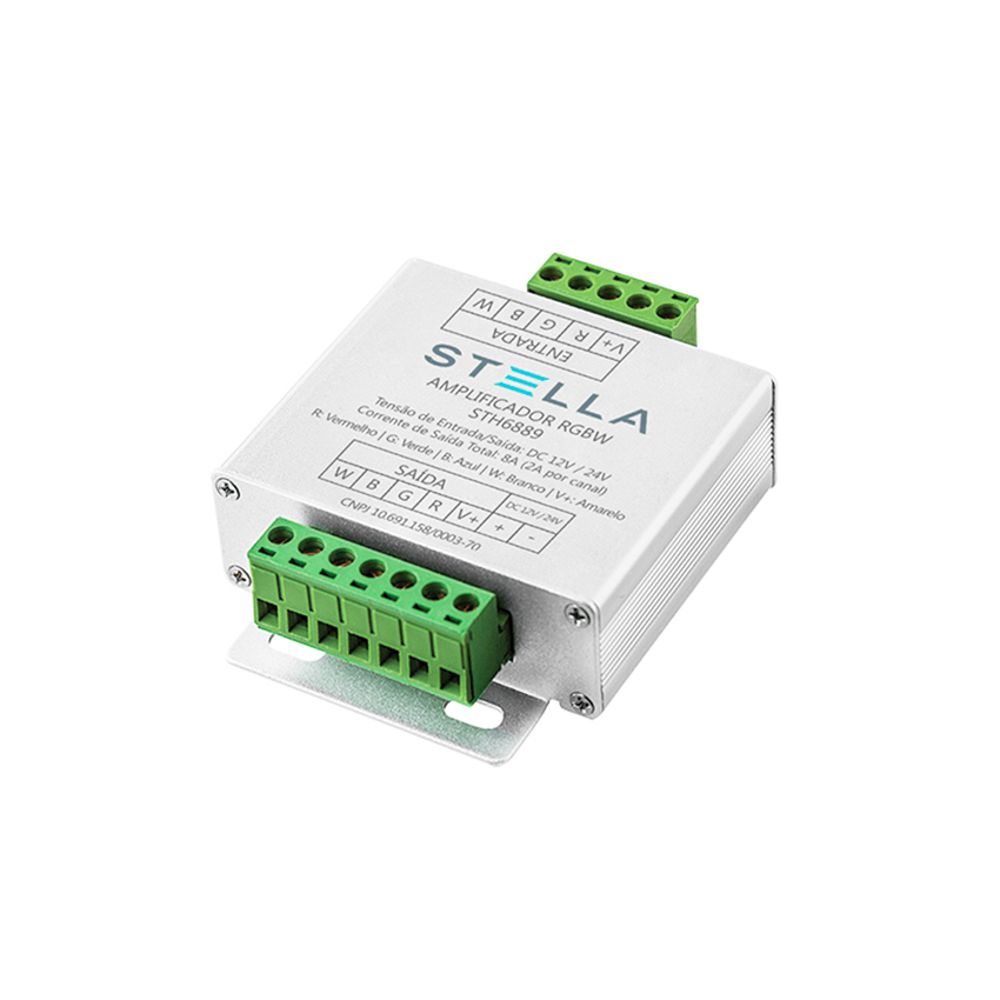 W B G R V+
ENTRADA
STELLA
AMPLIFICADOR RGBW
STH6889
Tensão de Entrada/Saída: DC 12V / 24V
Corrente de Saída Total: 8A (2A por canal)
R: Vermelho | G: Verde | B: Azul | W: Branco | V+: Amarelo
SAÍDA DC 12V / 24V
W B G R V+ + -
CNPJ 10.691.158/0003-70